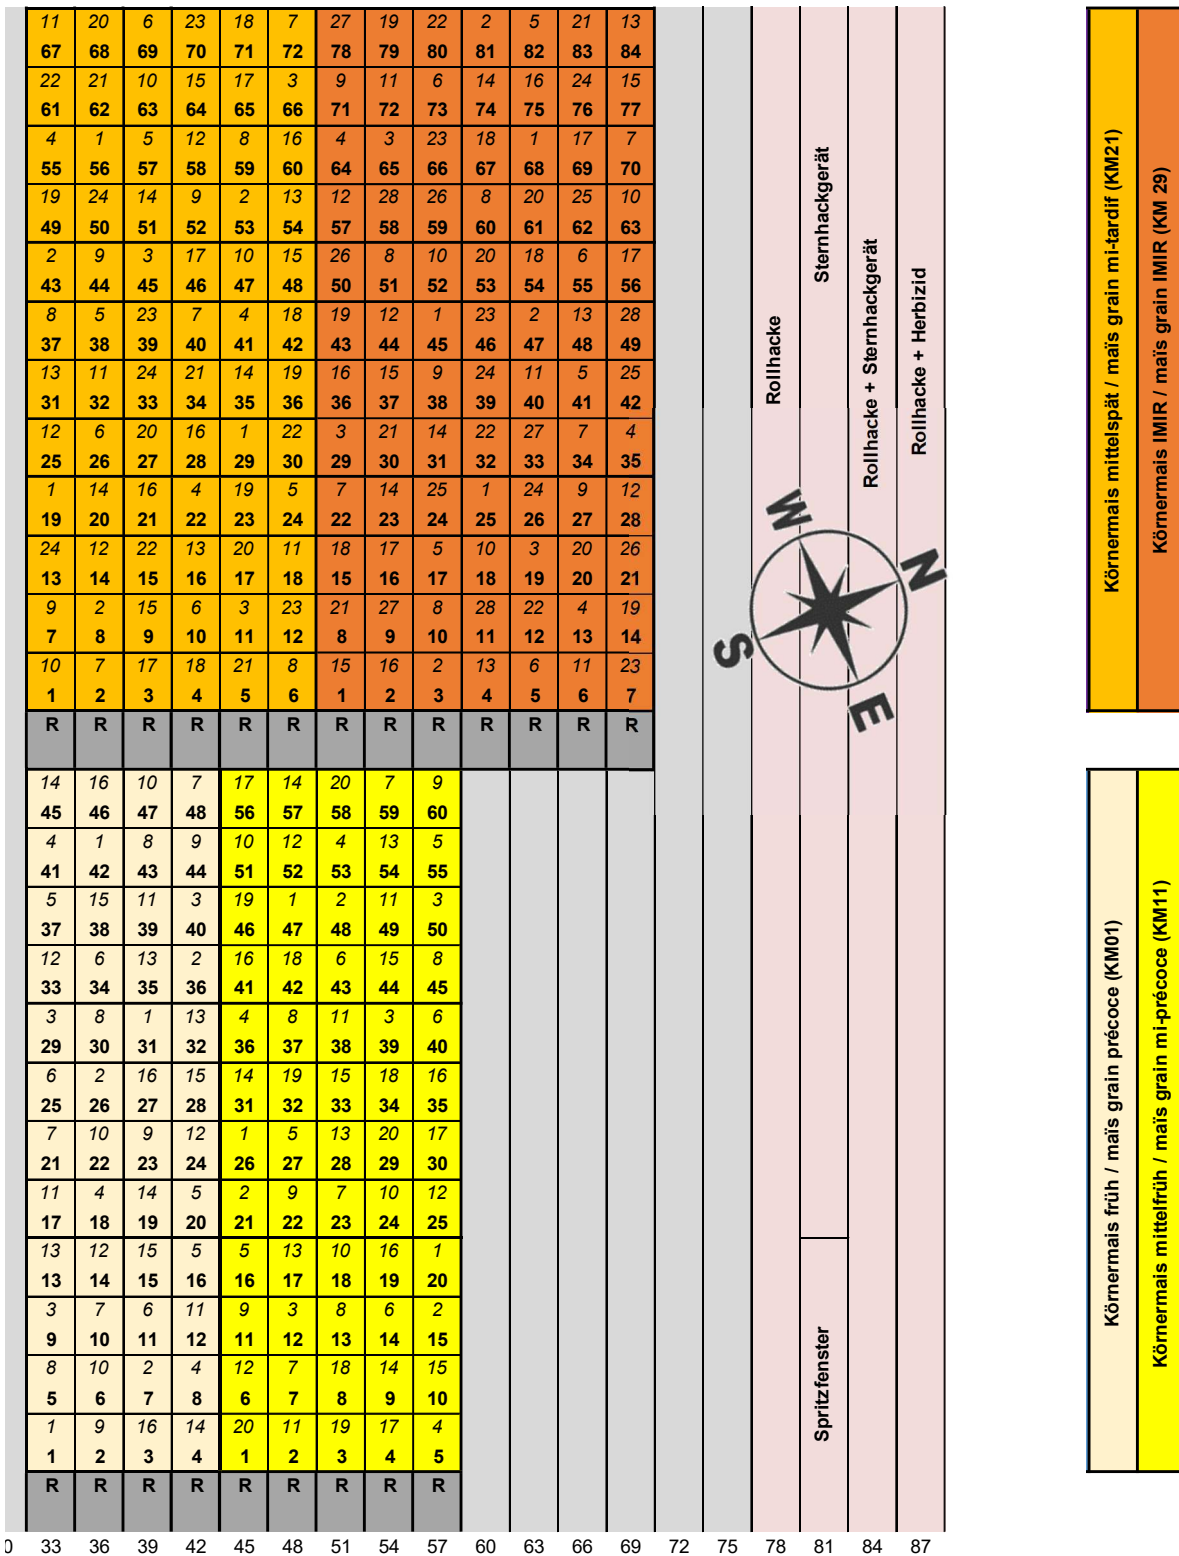 11 20 6 23 18 7 27 19 22 2 5 21 13
67 68 69 70 71 72 78 79 80 81 82 83 84
22 21 10 15 17 3 9 11 6 14 16 24 15
61 62 63 64 65 66 71 72 73 74 75 76 77
4 1 5 12 8 16 4 3 23 18 1 17 7
55 56 57 58 59 60 64 65 66 67 68 69 70
19 24 14 9 2 13 12 28 26 8 20 25 10
49 50 51 52 53 54 57 58 59 60 61 62 63
2 9 3 17 10 15 26 8 10 20 18 6 17
43 44 45 46 47 48 50 51 52 53 54 55 56
8 5 23 7 4 18 19 12 1 23 2 13 28
37 38 39 40 41 42 43 44 45 46 47 48 49
13 11 24 21 14 19 16 15 9 24 11 5 25
31 32 33 34 35 36 36 37 38 39 40 41 42
12 6 20 16 1 22 3 21 14 22 27 7 4
25 26 27 28 29 30 29 30 31 32 33 34 35
1 14 16 4 19 5 7 14 25 1 24 9 12
19 20 21 22 23 24 22 23 24 25 26 27 28
24 12 22 13 20 11 18 17 5 10 3 20 26
13 14 15 16 17 18 15 16 17 18 19 20 21
9 2 15 6 3 23 21 27 8 28 22 4 19
7 8 9 10 11 12 8 9 10 11 12 13 14
10 7 17 18 21 8 15 16 2 13 6 11 23
1 2 3 4 5 6 1 2 3 4 5 6 7
R R R R R R R R R R R R R
14 16 10 7 17 14 20 7 9
45 46 47 48 56 57 58 59 60
4 1 8 9 10 12 4 13 5
41 42 43 44 51 52 53 54 55
5 15 11 3 19 1 2 11 3
37 38 39 40 46 47 48 49 50
12 6 13 2 16 18 6 15 8
33 34 35 36 41 42 43 44 45
3 8 1 13 4 8 11 3 6
29 30 31 32 36 37 38 39 40
6 2 16 15 14 19 15 18 16
25 26 27 28 31 32 33 34 35
7 10 9 12 1 5 13 20 17
21 22 23 24 26 27 28 29 30
11 4 14 5 2 9 7 10 12
17 18 19 20 21 22 23 24 25
13 12 15 5 5 13 10 16 1
13 14 15 16 16 17 18 19 20
3 7 6 11 9 3 8 6 2
9 10 11 12 11 12 13 14 15
8 10 2 4 12 7 18 14 15
5 6 7 8 6 7 8 9 10
1 9 16 14 20 11 19 17 4
1 2 3 4 1 2 3 4 5
R R R R R R R R R
33 36 39 42 45 48 51 54 57 60 63 66 69 72 75 78 81 84 87
Rollhacke
Sternhackgerät
Rollhacke + Sternhackgerät
Rollhacke + Herbizid
Spritzfenster
W
N
S
E
Körnermais mittelspät / maïs grain mi-tardif (KM21)
Körnermais IMIR / maïs grain IMIR (KM 29)
Körnermais früh / maïs grain précoce (KM01)
Körnermais mittelfrüh / maïs grain mi-précoce (KM11)